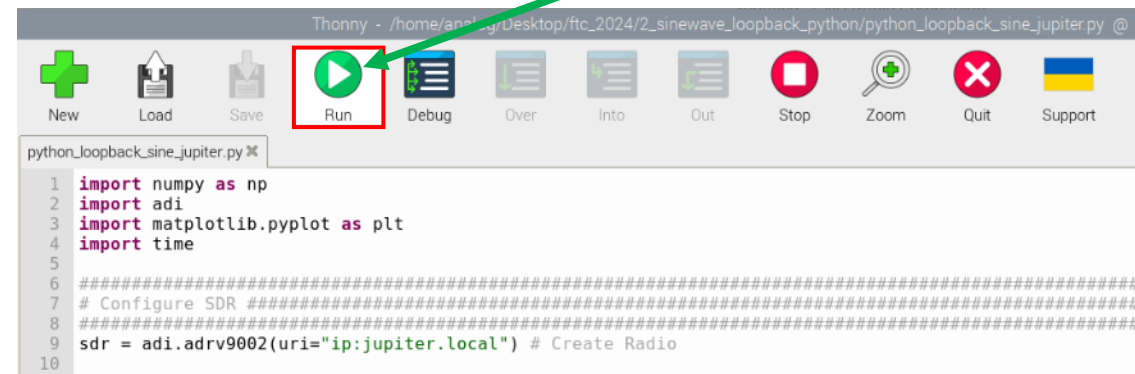 Thonny - /home/analog/Desktop/ftc_2024/2_sinewave_loopback_python/python_loopback_sine_jupiter.py @
New Load Save Run Debug Over Into Out Stop Zoom Quit Support
python_loopback_sine_jupiter.py ✖
1 import numpy as np
2 import adi
3 import matplotlib.pyplot as plt
4 import time
5
6 ################################################################################
7 # Configure SDR ################################################################
8 ################################################################################
9 sdr = adi.adrv9002(uri="ip:jupiter.local") # Create Radio
10